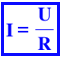 I = U/R